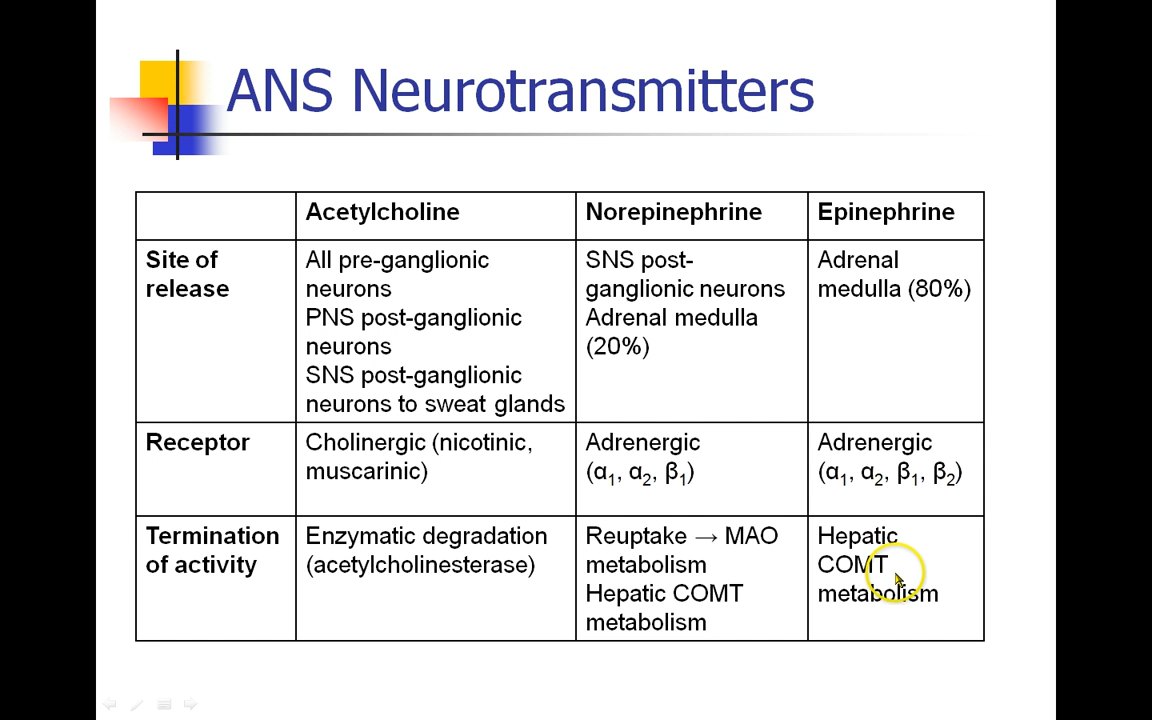 ANS Neurotransmitters
Acetylcholine
Norepinephrine
Epinephrine
Site of
release
All pre-ganglionic
neurons
PNS post-ganglionic
neurons
SNS post-ganglionic
neurons to sweat glands
SNS post-
ganglionic neurons
Adrenal medulla
(20%)
Adrenal
medulla (80%)
Receptor
Cholinergic (nicotinic,
muscarinic)
Adrenergic
(α₁, α₂, β₁)
Adrenergic
(α₁, α₂, β₁, β₂)
Termination
of activity
Enzymatic degradation
(acetylcholinesterase)
Reuptake → MAO
metabolism
Hepatic COMT
metabolism
Hepatic
COMT
metabolism